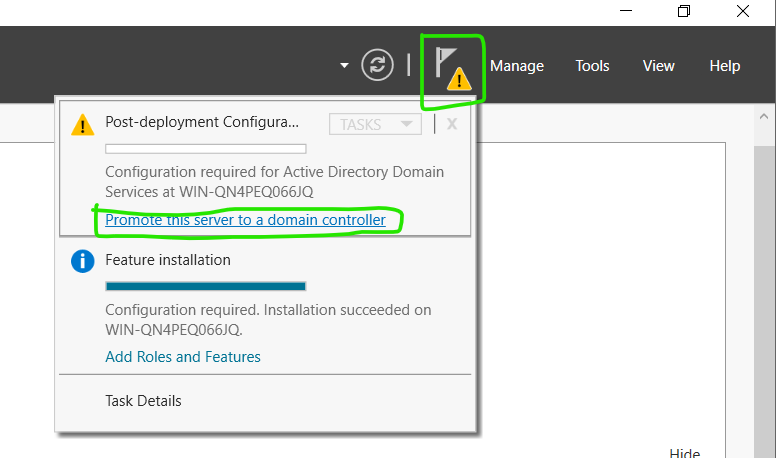 Manage Tools View Help
Post-deployment Configura... TASKS X
Configuration required for Active Directory Domain
Services at WIN-QN4PEQ066JQ
Promote this server to a domain controller
Feature installation
Configuration required. Installation succeeded on
WIN-QN4PEQ066JQ.
Add Roles and Features
Task Details
Hide